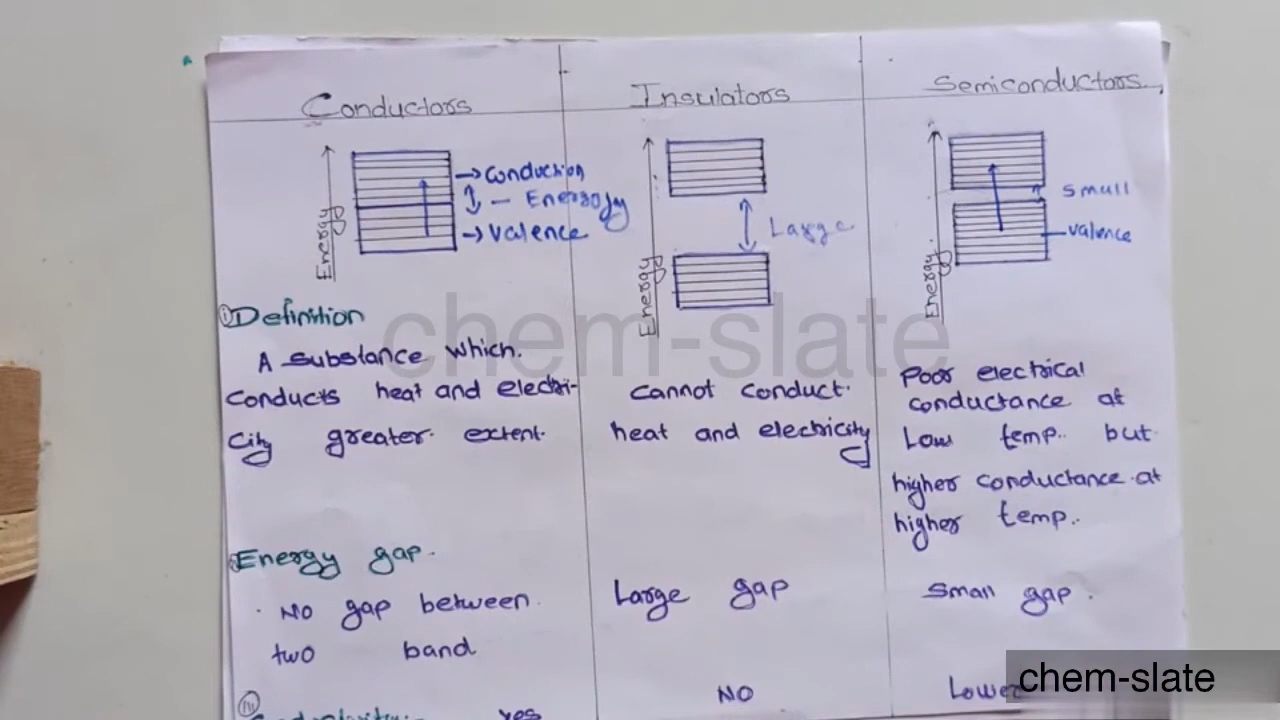 Conductors
Insulators
Semiconductors
Energy
→ Conduction
↕ - Energy
→ Valence
Energy
Large
Energy
small
valence
(i) Definition
A substance which.
conducts heat and electri-
city greater extent.
cannot conduct.
heat and electricity
Poor electrical
conductance at
Low temp.. but
higher conductance at
higher temp..
Energy gap.
No gap between
two band
Large gap
small gap.
(iii)
yes
NO
Lower
chem-slate
chem-slate